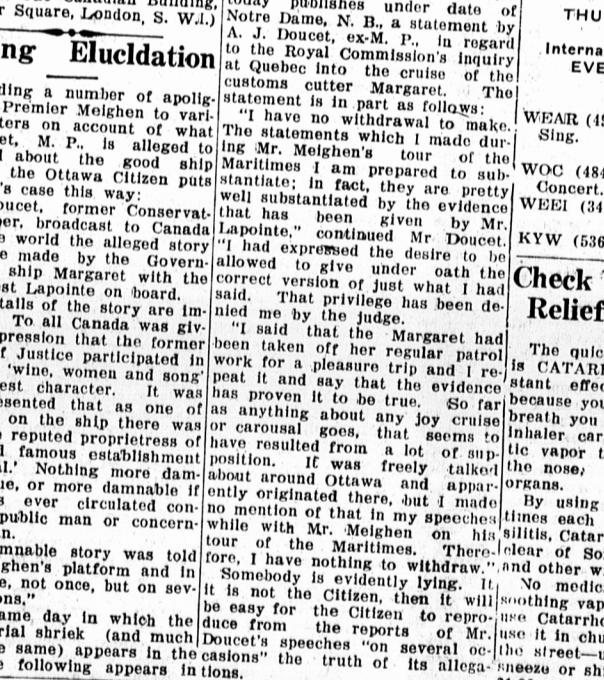 r Square, London, S. W.1.)
ng Elucldation
ding a number of apolig-
Premier Meighen to vari-
ters on account of what
et, M. P., is alleged to
about the good ship
the Ottawa Citizen puts
's case this way:
oucet, former Conservat-
er, broadcast to Canada
e world the alleged story
e made by the Govern-
ship Margaret with the
st Lapointe on board.
tails of the story are im-
To all Canada was giv-
pression that the former
f Justice participated in
'wine, women and song'
est character. It was
esented that as one of
on the ship there was
reputed proprietress of
famous establishment
l.' Nothing more dam-
ue, or more damnable if
s ever circulated con-
public man or concern-
n.
mnable story was told
ghen's platform and in
e, not once, but on sev-
ons."
ame day in which the
rial shriek (and much
e same) appears in the
e following appears in
today publishes under date of
Notre Dame, N. B., a statement by
A. J. Doucet, ex-M. P., in regard
to the Royal Commission's inquiry
at Quebec into the cruise of the
customs cutter Margaret. The
statement is in part as follows:
"I have no withdrawal to make.
The statements which I made dur-
ing Mr. Meighen's tour of the
Maritimes I am prepared to sub-
stantiate; in fact, they are pretty
well substantiated by the evidence
that has been given by Mr.
Lapointe," continued Mr Doucet.
"I had expressed the desire to be
allowed to give under oath the
correct version of just what I had
said. That privilege has been de-
nied me by the judge.
"I said that the Margaret had
been taken off her regular patrol
work for a pleasure trip and I re-
peat it and say that the evidence
has proven it to be true. So far
as anything about any joy cruise
or carousal goes, that seems to
have resulted from a lot of sup-
position. It was freely talked
about around Ottawa and appar-
ently originated there, but I made
no mention of that in my speeches
while with Mr. Meighen on his
tour of the Maritimes. There-
fore, I have nothing to withdraw."
Somebody is evidently lying. It
it is not the Citizen, then it will
be easy for the Citizen to repro-
duce from the reports of Mr.
Doucet's speeches "on several oc-
casions" the truth of its allega-
tions.
THU
Interna
EVE
WEAR (49
Sing.
WOC (484
Concert.
WEEI (34
KYW (536
Check
Relief
The quic
is CATARR
stant effec
because you
breath you
inhaler car
tic vapor t
the nose,
organs.
By using
times each
silitis, Catar
clear of So
and other w
No medic
soothing vap
use Catarrho
use it in chu
the street—u
sneeze or sh